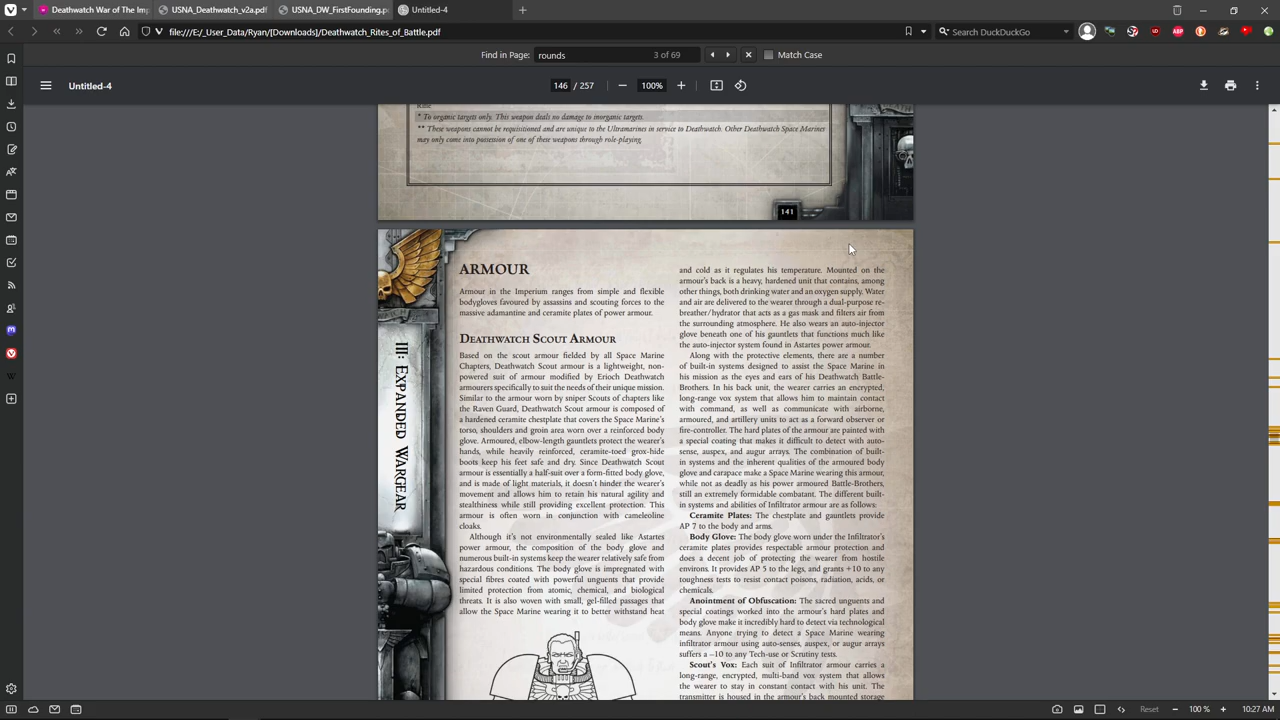 Deathwatch War of The Imp
USNA_Deathwatch_v2a.pdf
USNA_DW_FirstFounding.p
Untitled-4
file:///E:/_User_Data/Ryan/[Downloads]/Deathwatch_Rites_of_Battle.pdf
Search DuckDuckGo
Find in Page:
rounds
3 of 69
Match Case
Untitled-4
146 / 257
100%
* To organic targets only. This weapon deals no damage to inorganic targets.
** These weapons cannot be requisitioned and are unique to the Ultramarines in service to Deathwatch. Other Deathwatch Space Marines
may only come into possession of one of these weapons through role-playing
141
III: Expanded Wargear
Armour
Armour in the Imperium ranges from simple and flexible
bodygloves favoured by assassins and scouting forces to the
massive adamantine and ceramite plates of power armour.
Deathwatch Scout Armour
Based on the scout armour fielded by all Space Marine
Chapters, Deathwatch Scout armour is a lightweight, non-
powered suit of armour modified by Erioch Deathwatch
armourers specifically to suit the needs of their unique mission.
Similar to the armour worn by sniper Scouts of chapters like
the Raven Guard, Deathwatch Scout armour is composed of
a hardened ceramite chestplate that covers the Space Marine's
torso, shoulders and groin area worn over a reinforced body
glove. Armoured, elbow-length gauntlets protect the wearer's
hands, while heavily reinforced, ceramite-toed grox-hide
boots keep his feet safe and dry. Since Deathwatch Scout
armour is essentially a half-suit over a form-fitted body glove,
and is made of light materials, it doesn't hinder the wearer's
movement and allows him to retain his natural agility and
stealthiness while still providing excellent protection. This
armour is often worn in conjunction with cameleoline
cloaks.
Although it's not environmentally sealed like Astartes
power armour, the composition of the body glove and
numerous built-in systems keep the wearer relatively safe from
hazardous conditions. The body glove is impregnated with
special fibres coated with powerful unguents that provide
limited protection from atomic, chemical, and biological
threats. It is also woven with small, gel-filled passages that
allow the Space Marine wearing it to better withstand heat
and cold as it regulates his temperature. Mounted on the
armour's back is a heavy, hardened unit that contains, among
other things, both drinking water and an oxygen supply. Water
and air are delivered to the wearer through a dual-purpose re-
breather/hydrator that acts as a gas mask and filters air from
the surrounding atmosphere. He also wears an auto-injector
glove beneath one of his gauntlets that functions much like
the auto-injector system found in Astartes power armour.
Along with the protective elements, there are a number
of built-in systems designed to assist the Space Marine in
his mission as the eyes and ears of his Deathwatch Battle-
Brothers. In his back unit, the wearer carries an encrypted,
long-range vox system that allows him to maintain contact
with command, as well as communicate with airborne,
armoured, and artillery units to act as a forward observer or
fire-controller. The hard plates of the armour are painted with
a special coating that makes it difficult to detect with auto-
sense, auspex, and augur arrays. The combination of built-
in systems and the inherent qualities of the armoured body
glove and carapace make a Space Marine wearing this armour,
while not as deadly as his power armoured Battle-Brothers,
still an extremely formidable combatant. The different built-
in systems and abilities of Infiltrator armour are as follows:
Ceramite Plates: The chestplate and gauntlets provide
AP 7 to the body and arms.
Body Glove: The body glove worn under the Infiltrator's
ceramite plates provides respectable armour protection and
does a decent job of protecting the wearer from hostile
environs. It provides AP 5 to the legs, and grants +10 to any
toughness tests to resist contact poisons, radiation, acids, or
chemicals.
Anointment of Obfuscation: The sacred unguents and
special coatings worked into the armour's hard plates and
body glove make it incredibly hard to detect via technological
means. Anyone trying to detect a Space Marine wearing
infiltrator armour using auto-senses, auspex, or augur arrays
suffers a –10 to any Tech-use or Scrutiny tests.
Scout's Vox: Each suit of Infiltrator armour carries a
long-range, encrypted, multi-band vox system that allows
the wearer to stay in constant contact with his unit. The
transmitter is housed in the armour's back mounted storage
Reset
100 %
10:27 AM